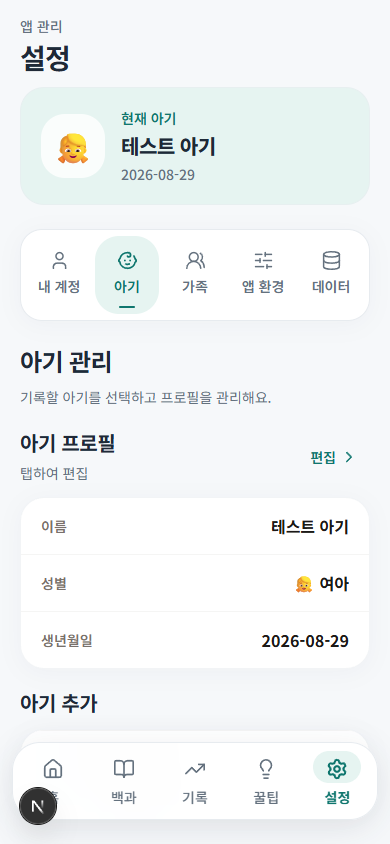 앱 관리
설정
현재 아기
테스트 아기
2026-08-29
내 계정
아기
가족
앱 환경
데이터
아기 관리
기록할 아기를 선택하고 프로필을 관리해요.
아기 프로필
탭하여 편집
편집
이름
테스트 아기
성별
여아
생년월일
2026-08-29
아기 추가
백과
기록
꿀팁
설정
N